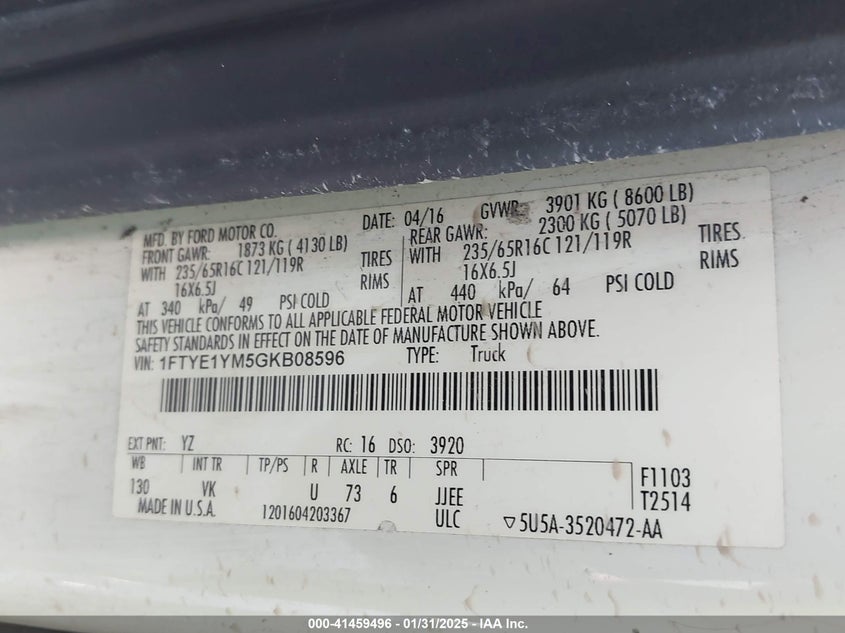 MFD. BY FORD MOTOR CO.
DATE: 04/16 GVWR: 3901 KG ( 8600 LB)
FRONT GAWR: 1873 KG ( 4130 LB)
REAR GAWR: 2300 KG ( 5070 LB)
WITH 235/65R16C 121/119R TIRES
WITH 235/65R16C 121/119R TIRES
16X6.5J RIMS
16X6.5J RIMS
AT 340 kPa/ 49 PSI COLD
AT 440 kPa/ 64 PSI COLD
THIS VEHICLE CONFORMS TO ALL APPLICABLE FEDERAL MOTOR VEHICLE
SAFETY STANDARDS IN EFFECT ON THE DATE OF MANUFACTURE SHOWN ABOVE.
VIN: 1FTYE1YM5GKB08596 TYPE: Truck
EXT PNT: YZ RC: 16 DSO: 3920
WB INT TR TP/PS R AXLE TR SPR
130 VK U 73 6 JJEE
F1103
T2514
MADE IN U.S.A. 1201604203367 ULC ▽5U5A-3520472-AA
000-41459496 - 01/31/2025 - IAA Inc.